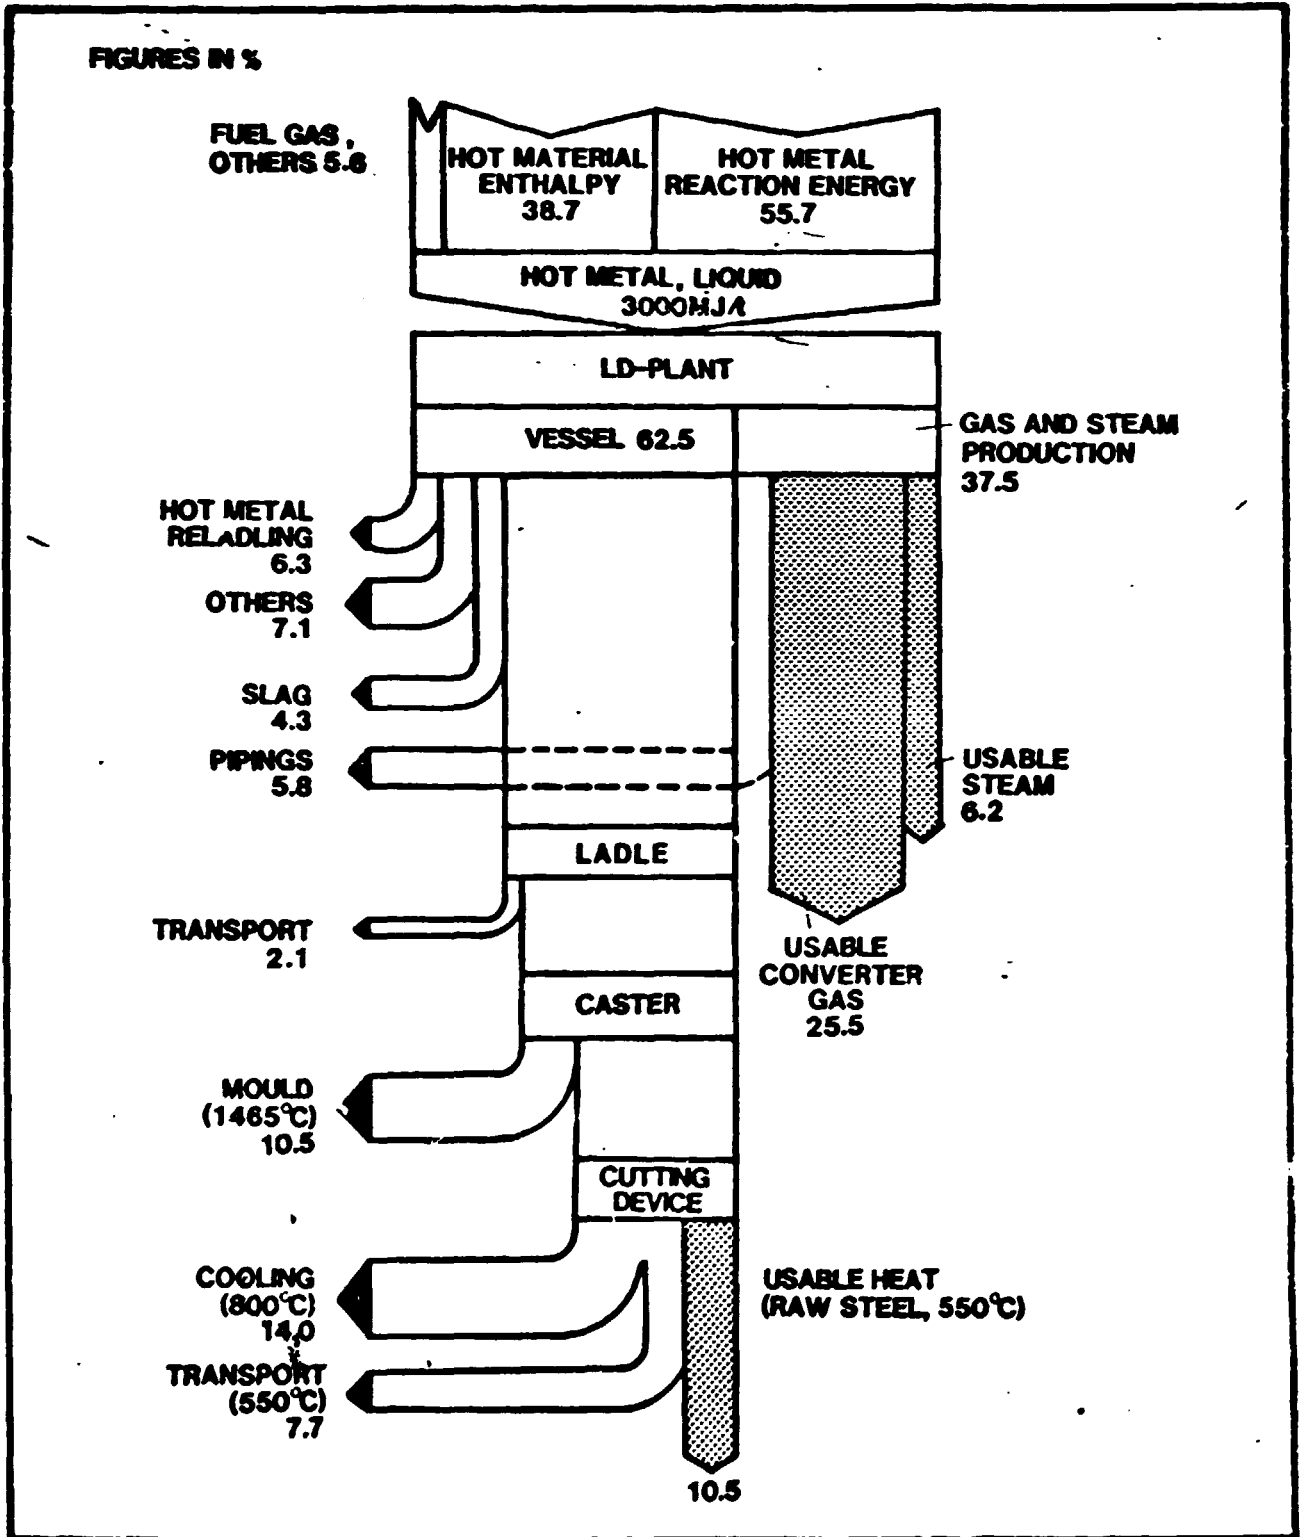 FIGURES IN %
FUEL GAS,
OTHERS 5.6
HOT MATERIAL
ENTHALPY
38.7
HOT METAL
REACTION ENERGY
55.7
HOT METAL, LIQUID
3000MJ/t
LD-PLANT
VESSEL 62.5
GAS AND STEAM
PRODUCTION
37.5
HOT METAL
RELADLING
6.3
OTHERS
7.1
SLAG
4.3
PIPINGS
5.8
USABLE
STEAM
6.2
LADLE
TRANSPORT
2.1
USABLE
CONVERTER
GAS
25.5
CASTER
MOULD
(1465°C)
10.5
CUTTING
DEVICE
COOLING
(800°C)
14.0
USABLE HEAT
(RAW STEEL, 550°C)
TRANSPORT
(550°C)
7.7
10.5